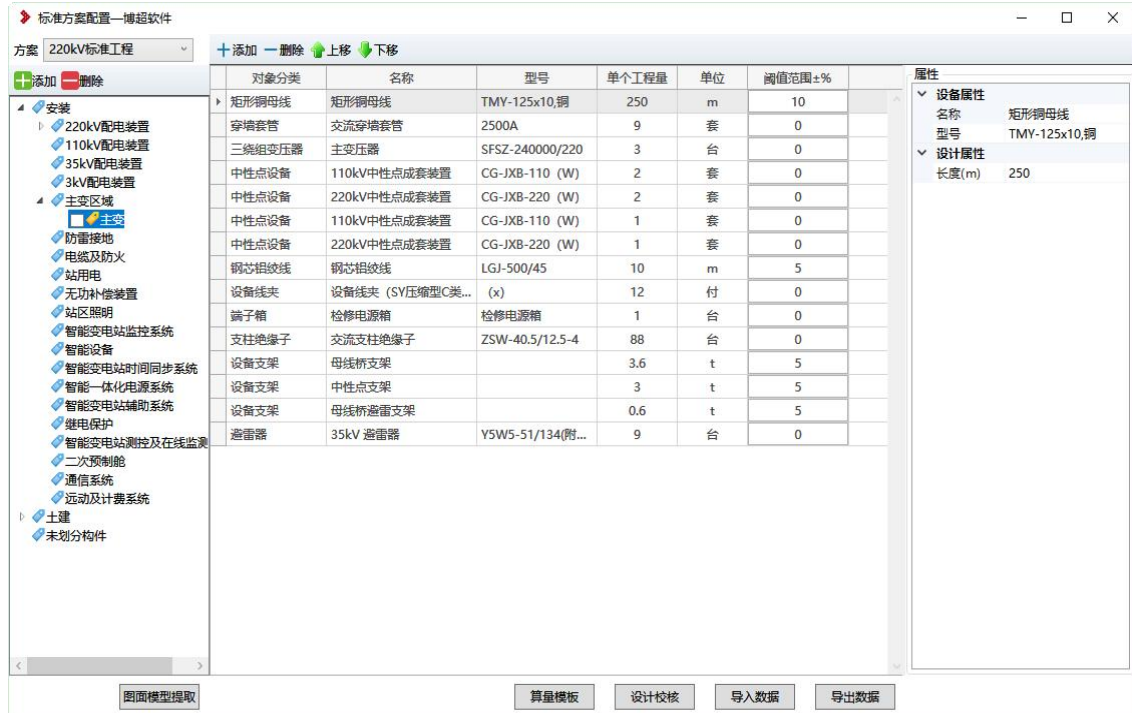 标准方案配置—博超软件
方案 220kV标准工程
添加 删除 上移 下移
添加 删除
安装
220kV配电装置
110kV配电装置
35kV配电装置
3kV配电装置
主变区域
主变
防雷接地
电缆及防火
站用电
无功补偿装置
站区照明
智能变电站监控系统
智能设备
智能变电站时间同步系统
智能一体化电源系统
智能变电站辅助系统
继电保护
智能变电站测控及在线监测
二次预制舱
通信系统
远动及计费系统
土建
未划分构件
对象分类 名称 型号 单个工程量 单位 阈值范围±%
矩形铜母线 矩形铜母线 TMY-125x10,铜 250 m 10
穿墙套管 交流穿墙套管 2500A 9 套 0
三绕组变压器 主变压器 SFSZ-240000/220 3 台 0
中性点设备 110kV中性点成套装置 CG-JXB-110 (W) 2 套 0
中性点设备 220kV中性点成套装置 CG-JXB-220 (W) 2 套 0
中性点设备 110kV中性点成套装置 CG-JXB-110 (W) 1 套 0
中性点设备 220kV中性点成套装置 CG-JXB-220 (W) 1 套 0
钢芯铝绞线 钢芯铝绞线 LGJ-500/45 10 m 5
设备线夹 设备线夹（SY压缩型C类... (x) 12 付 0
端子箱 检修电源箱 检修电源箱 1 台 0
支柱绝缘子 交流支柱绝缘子 ZSW-40.5/12.5-4 88 台 0
设备支架 母线桥支架 3.6 t 5
设备支架 中性点支架 3 t 5
设备支架 母线桥避雷支架 0.6 t 5
避雷器 35kV 避雷器 Y5W5-51/134(附... 9 台 0
属性
设备属性
名称 矩形铜母线
型号 TMY-125x10,铜
设计属性
长度(m) 250
图面模型提取 算量模板 设计校核 导入数据 导出数据